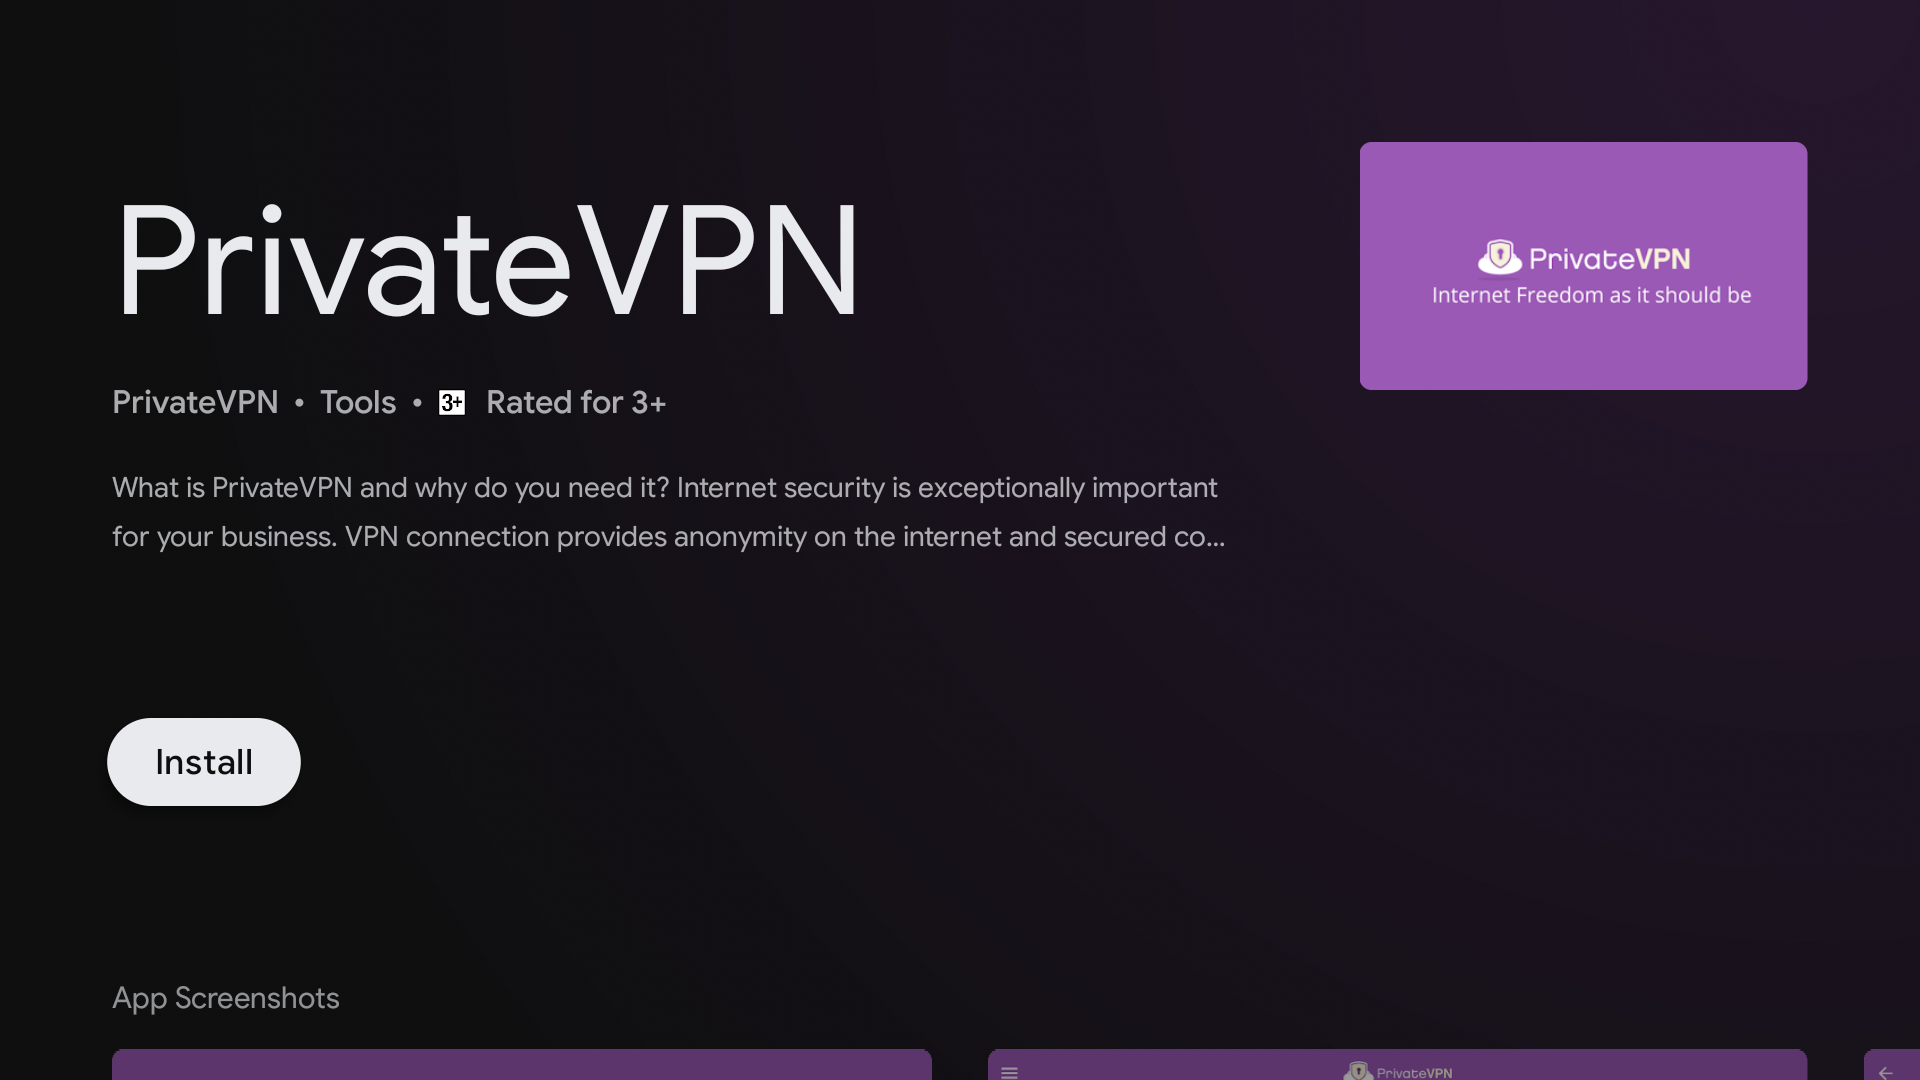 PrivateVPN
PrivateVPN
Internet Freedom as it should be
PrivateVPN • Tools • 3+ Rated for 3+
What is PrivateVPN and why do you need it? Internet security is exceptionally important
for your business. VPN connection provides anonymity on the internet and secured co...
Install
App Screenshots
PrivateVPN